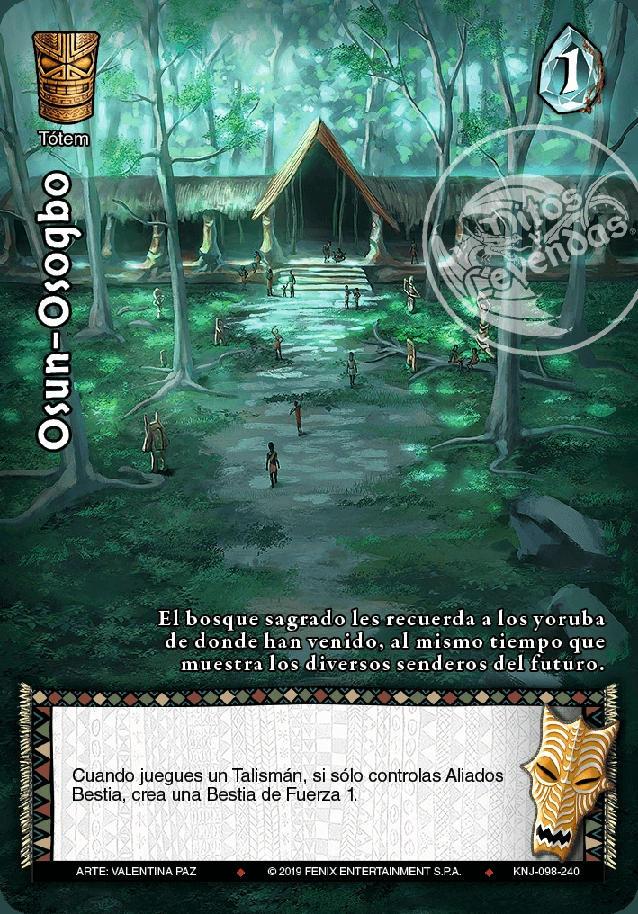 1
Tótem
Osun-Osogbo
Mitos
y
Leyendas
®
El bosque sagrado les recuerda a los yoruba
de donde han venido, al mismo tiempo que
muestra los diversos senderos del futuro.
Cuando juegues un Talismán, si sólo controlas Aliados
Bestia, crea una Bestia de Fuerza 1.
ARTE: VALENTINA PAZ ♦ © 2019 FENIX ENTERTAINMENT S.P.A. ♦ KNJ-098-240